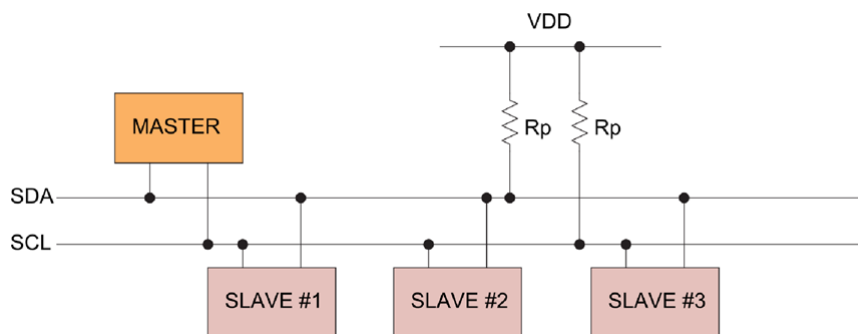 VDD
MASTER
Rp
Rp
SDA
SCL
SLAVE #1
SLAVE #2
SLAVE #3